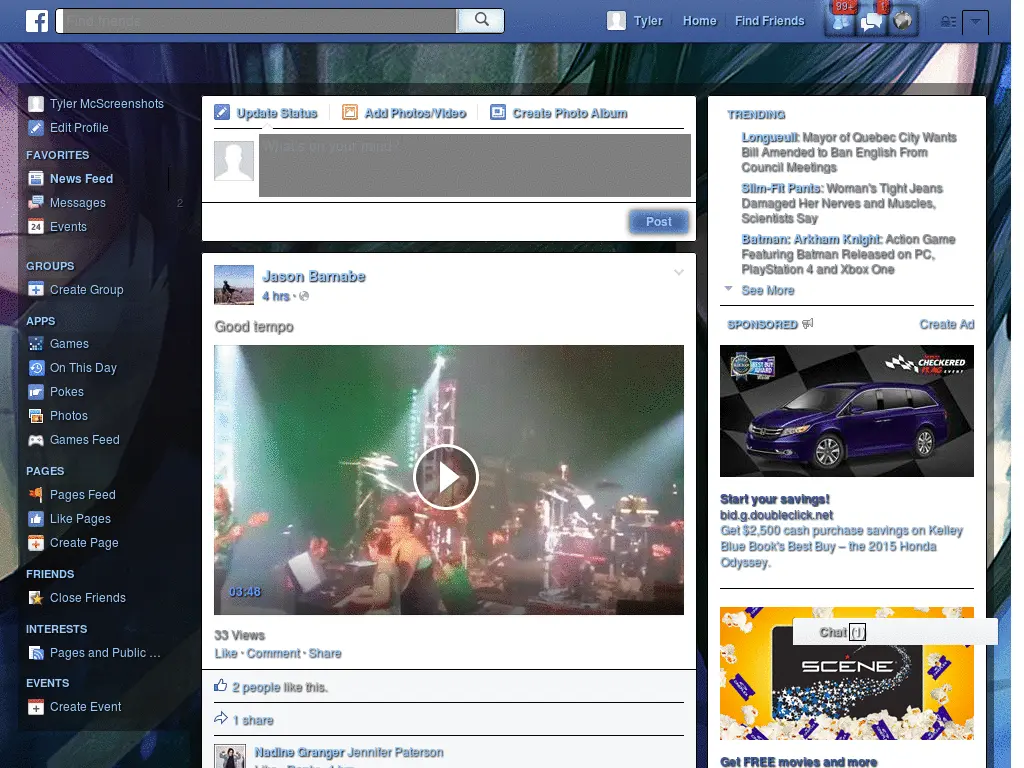 Find friends
Tyler
Home
Find Friends
99+
Tyler McScreenshots
Edit Profile
FAVORITES
News Feed
Messages
2
Events
GROUPS
Create Group
APPS
Games
On This Day
Pokes
Photos
Games Feed
PAGES
Pages Feed
Like Pages
Create Page
FRIENDS
Close Friends
INTERESTS
Pages and Public ...
EVENTS
Create Event
Update Status
Add Photos/Video
Create Photo Album
What's on your mind?
Post
Jason Barnabe
4 hrs ·
Good tempo
03:48
33 Views
Like · Comment · Share
2 people like this.
1 share
Nadine Granger Jennifer Paterson
TRENDING
Longueuil: Mayor of Quebec City Wants
Bill Amended to Ban English From
Council Meetings
Slim-Fit Pants: Woman's Tight Jeans
Damaged Her Nerves and Muscles,
Scientists Say
Batman: Arkham Knight: Action Game
Featuring Batman Released on PC,
PlayStation 4 and Xbox One
See More
SPONSORED
Create Ad
BEST BUY
AWARD
CHECKERED
FLAG EVENT
Start your savings!
bid.g.doubleclick.net
Get $2,500 cash purchase savings on Kelley
Blue Book's Best Buy – the 2015 Honda
Odyssey.
Chat (1)
SCENE
Get FREE movies and more